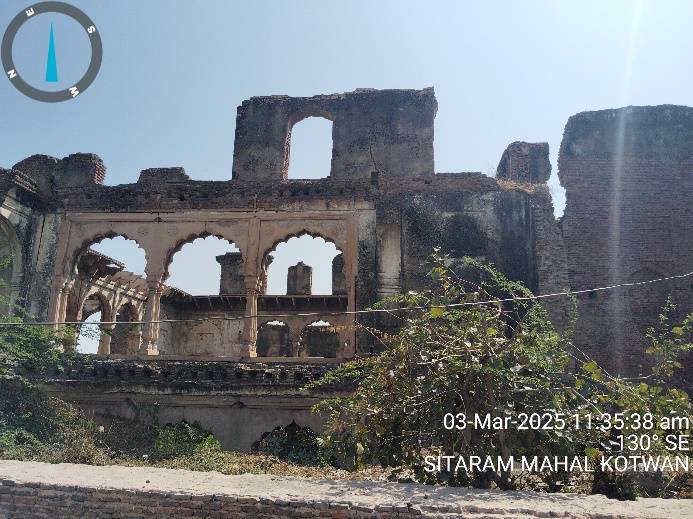 E
S
N
W
03-Mar-2025 11:35:38 am
130° SE
SITARAM MAHAL KOTWAN